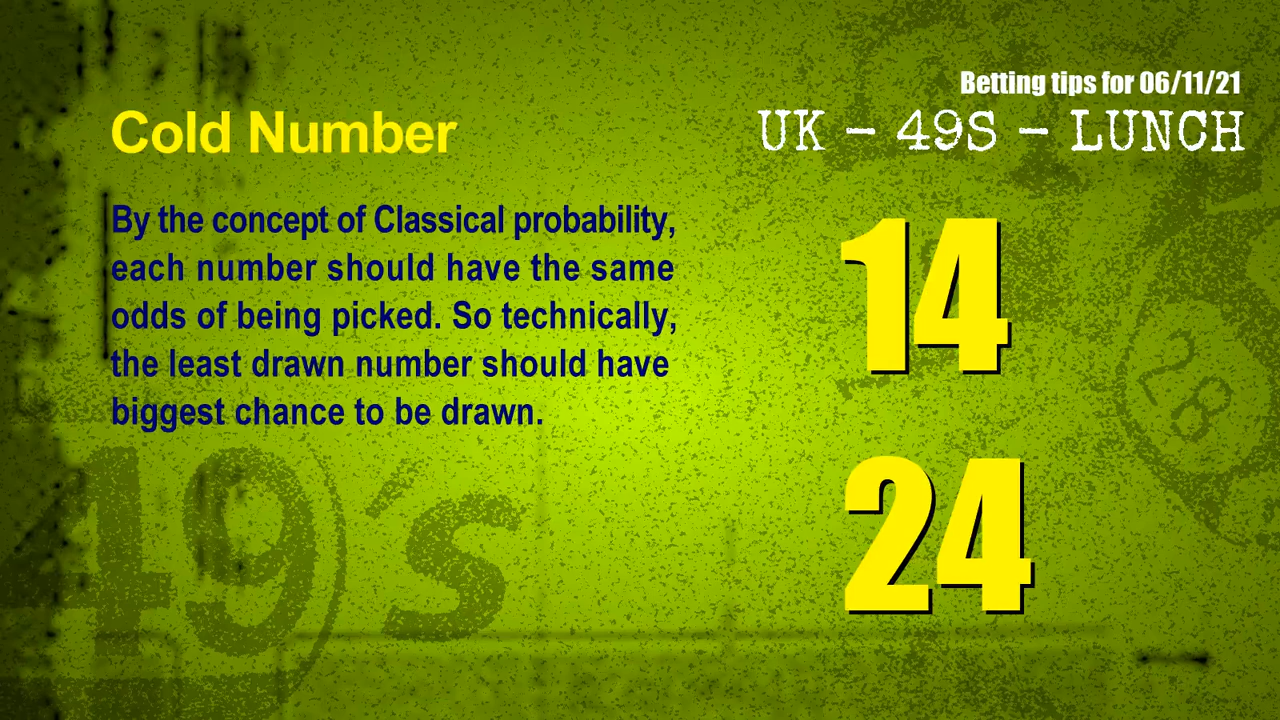 Betting tips for 06/11/21
UK - 49S - LUNCH
Cold Number
By the concept of Classical probability,
each number should have the same
odds of being picked. So technically,
the least drawn number should have
biggest chance to be drawn.
14
24
28
49's